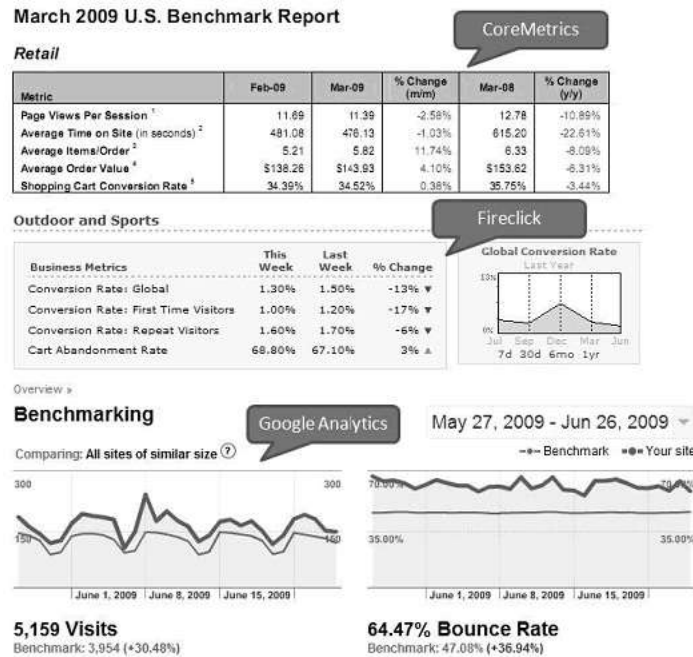 March 2009 U.S. Benchmark Report
CoreMetrics
Retail
Metric Feb-09 Mar-09 % Change (m/m) Mar-08 % Change (y/y)
Page Views Per Session 1 11.69 11.39 -2.58% 12.78 -10.89%
Average Time on Site (in seconds) 2 481.08 476.13 -1.03% 615.20 -22.61%
Average Items/Order 3 5.21 5.82 11.74% 6.33 -8.09%
Average Order Value 4 $138.26 $143.93 4.10% $153.62 -6.31%
Shopping Cart Conversion Rate 5 34.39% 34.52% 0.38% 35.75% -3.44%
Outdoor and Sports
Fireclick
Business Metrics This Week Last Week % Change
Conversion Rate: Global 1.30% 1.50% -13% ▼
Conversion Rate: First Time Visitors 1.00% 1.20% -17% ▼
Conversion Rate: Repeat Visitors 1.60% 1.70% -6% ▼
Cart Abandonment Rate 68.80% 67.10% 3% ▲
Global Conversion Rate
Last Year
0%
Jul Sep Dec Mar Jun
7d 30d 6mo 1yr
Overview »
Benchmarking
Google Analytics
May 27, 2009 - Jun 26, 2009
Comparing: All sites of similar size ?
Benchmark Your site
300 300
150 150
June 1, 2009 June 8, 2009 June 15, 2009
70.00% 70.00%
35.00% 35.00%
June 1, 2009 June 8, 2009 June 15, 2009
5,159 Visits
Benchmark: 3,954 (+30.48%)
64.47% Bounce Rate
Benchmark: 47.08% (+36.94%)